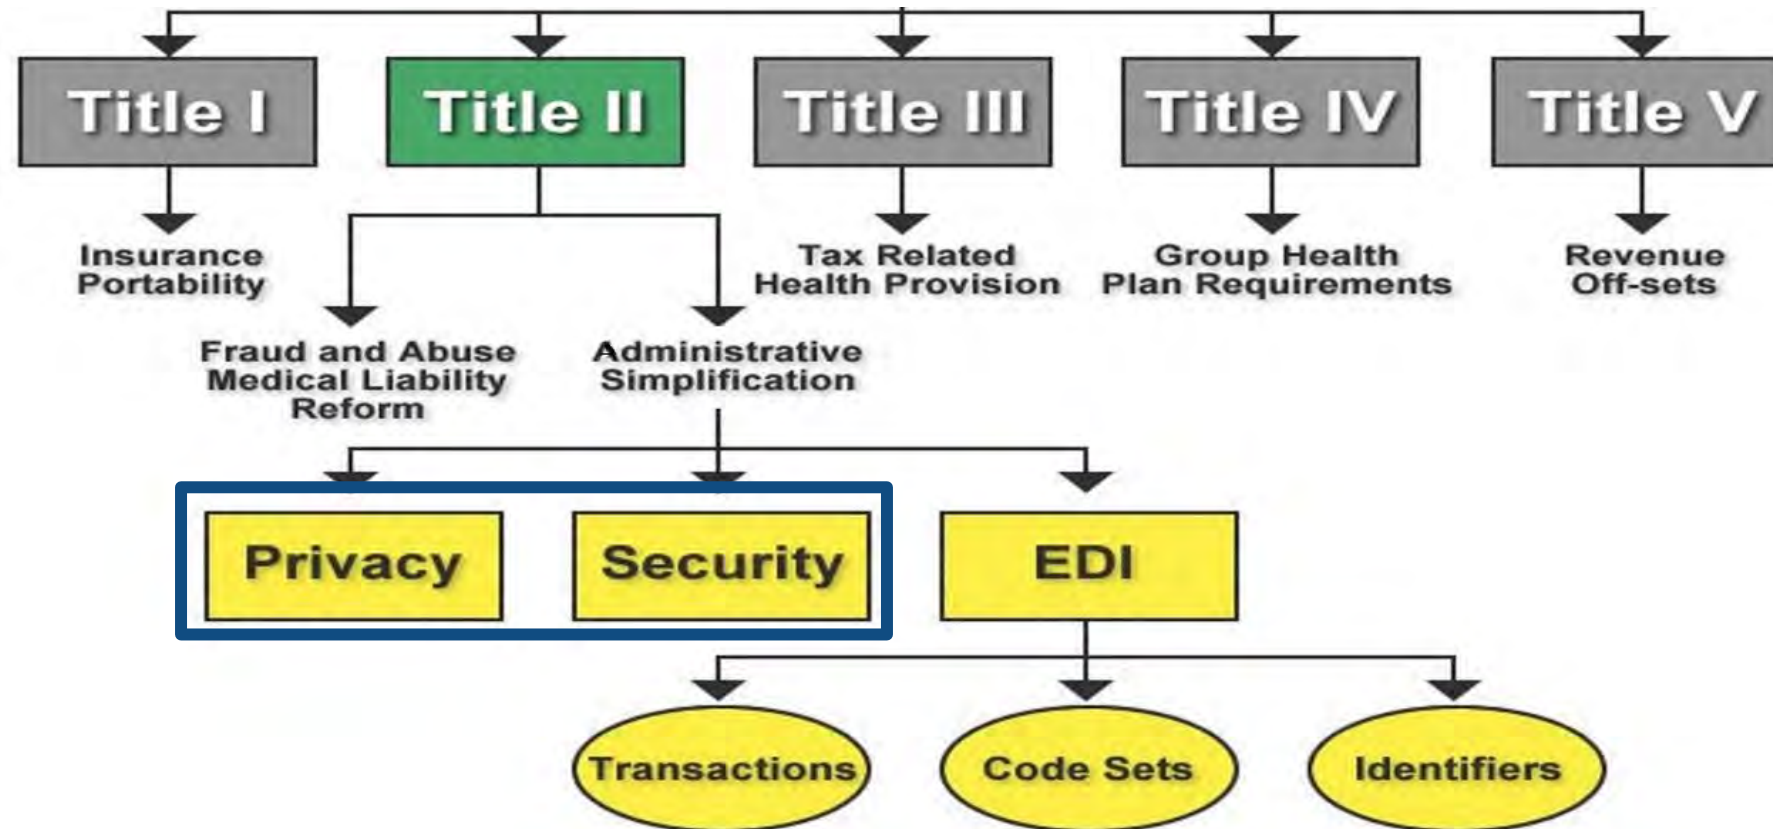 Title I
Title II
Title III
Title IV
Title V
Insurance
Portability
Tax Related
Health Provision
Group Health
Plan Requirements
Revenue
Off-sets
Fraud and Abuse
Medical Liability
Reform
Administrative
Simplification
Privacy
Security
EDI
Transactions
Code Sets
Identifiers